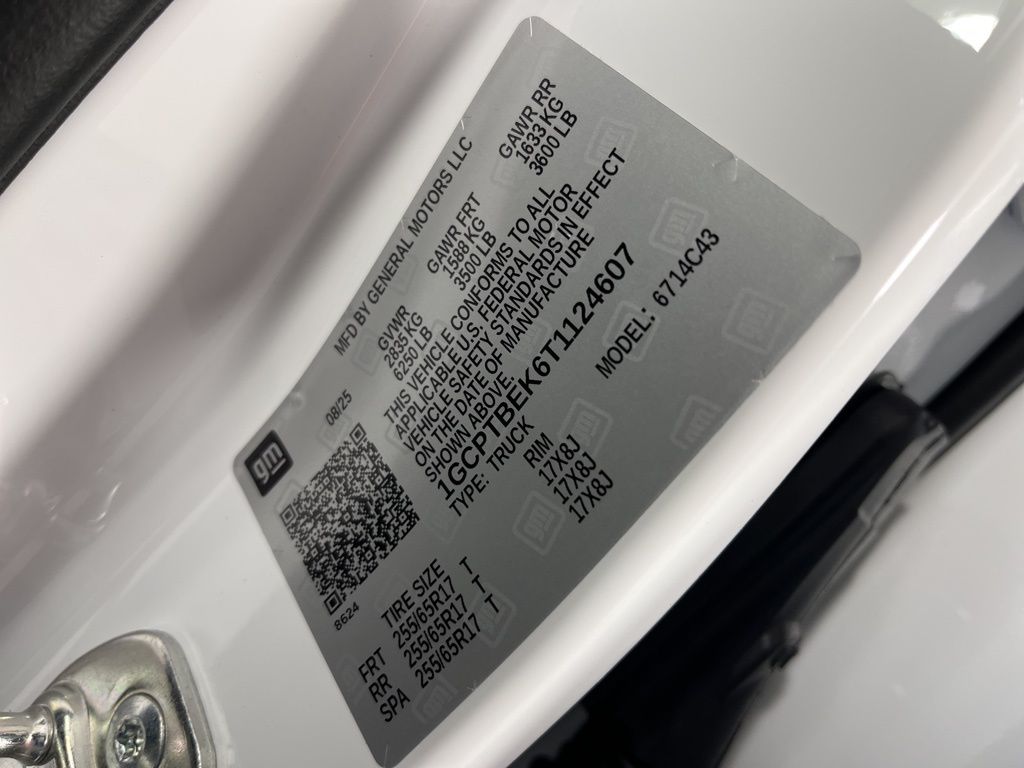 gm
08/25
MFD BY GENERAL MOTORS LLC
GVWR GAWR FRT GAWR RR
2835 KG 1588 KG 1633 KG
6250 LB 3500 LB 3600 LB
THIS VEHICLE CONFORMS TO ALL
APPLICABLE U.S. FEDERAL MOTOR
VEHICLE SAFETY STANDARDS IN EFFECT
ON THE DATE OF MANUFACTURE
SHOWN ABOVE.
1GCPTBEK6T1124607
TYPE: TRUCK MODEL: 6714C43
8624
TIRE SIZE RIM
FRT 255/65R17 T 17X8J
RR 255/65R17 T 17X8J
SPA 255/65R17 T 17X8J